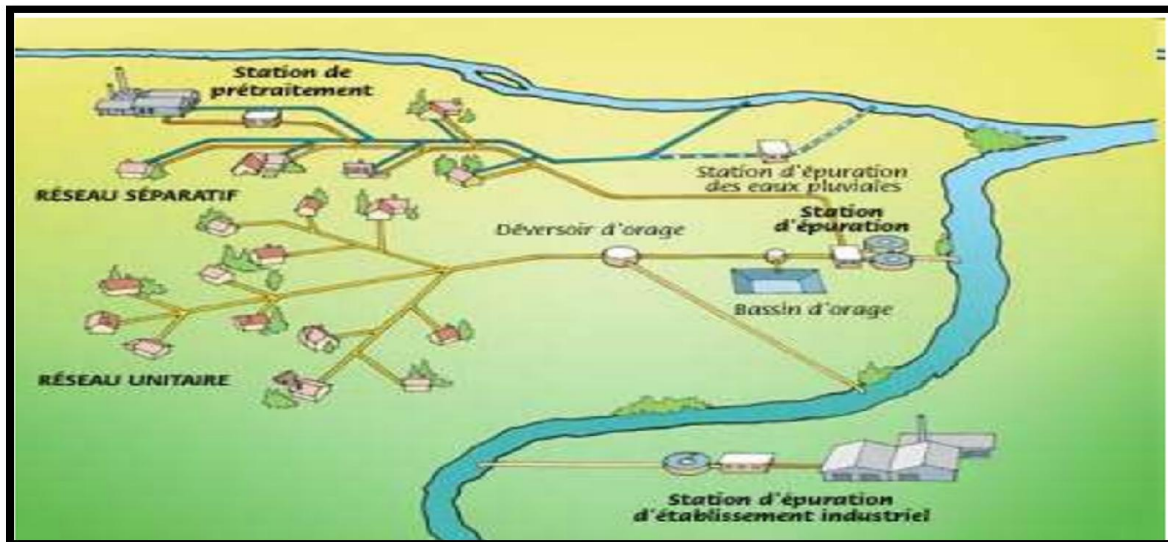 Station de
prétraitement
RÉSEAU SÉPARATIF
Station d'épuration
des eaux pluviales
Station
d'épuration
Déversoir d'orage
Bassin d'orage
RÉSEAU UNITAIRE
Station d'épuration
d'établissement industriel